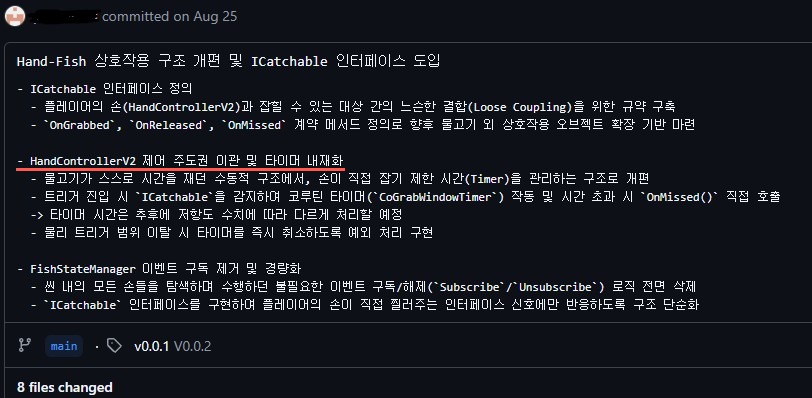 committed on Aug 25
Hand-Fish 상호작용 구조 개편 및 ICatchable 인터페이스 도입
- ICatchable 인터페이스 정의
- 플레이어의 손(HandControllerV2)과 잡힐 수 있는 대상 간의 느슨한 결합(Loose Coupling)을 위한 규약 구축
- `OnGrabbed`, `OnReleased`, `OnMissed` 계약 메서드 정의로 향후 물고기 외 상호작용 오브젝트 확장 기반 마련
- HandControllerV2 제어 주도권 이관 및 타이머 내재화
- 물고기가 스스로 시간을 재던 수동적 구조에서, 손이 직접 잡기 제한 시간(Timer)을 관리하는 구조로 개편
- 트리거 진입 시 `ICatchable`을 감지하여 코루틴 타이머(`CoGrabWindowTimer`) 작동 및 시간 초과 시 `OnMissed()` 직접 호출
-> 타이머 시간은 추후에 저항도 수치에 따라 다르게 처리할 예정
- 물리 트리거 범위 이탈 시 타이머를 즉시 취소하도록 예외 처리 구현
- FishStateManager 이벤트 구독 제거 및 경량화
- 씬 내의 모든 손들을 탐색하며 수행하던 불필요한 이벤트 구독/해제(`Subscribe`/`Unsubscribe`) 로직 전면 삭제
- `ICatchable` 인터페이스를 구현하여 플레이어의 손이 직접 찔러주는 인터페이스 신호에만 반응하도록 구조 단순화
main · v0.0.1 V0.0.2
8 files changed